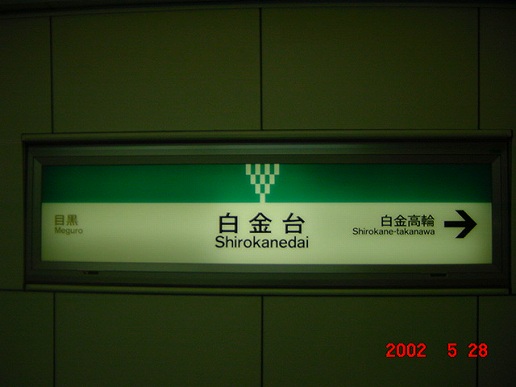 目黒
Meguro
白金台
Shirokanedai
白金高輪
Shirokane-takanawa
2002 5 28